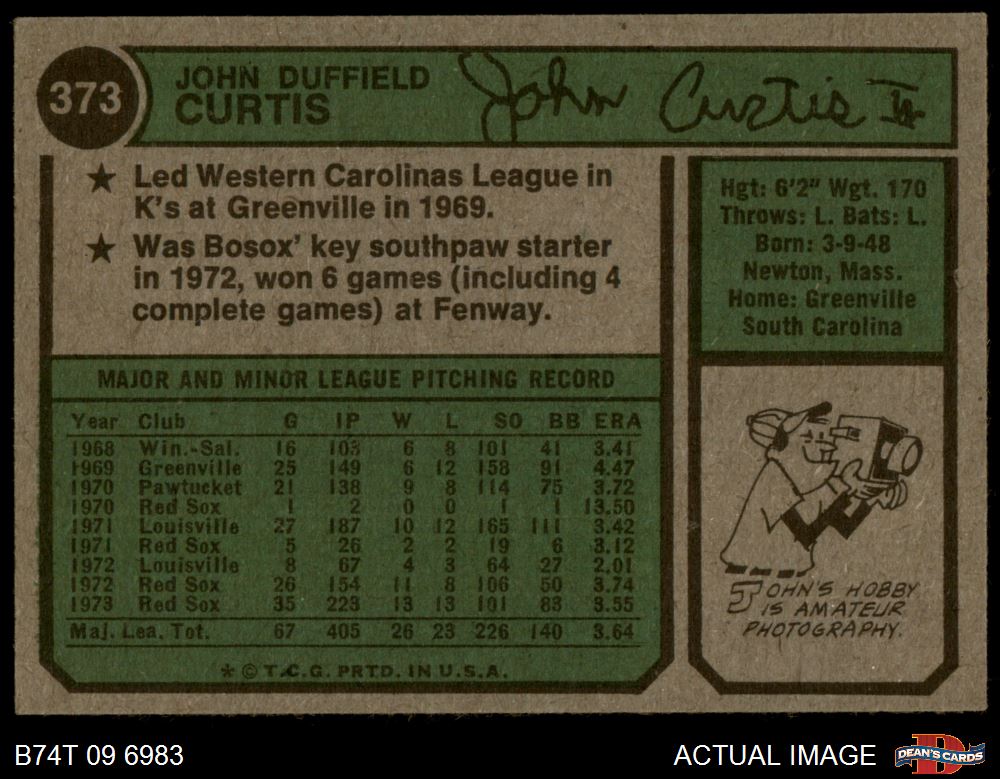 373
JOHN DUFFIELD
CURTIS
John Curtis II
★ Led Western Carolinas League in
K's at Greenville in 1969.
★ Was Bosox' key southpaw starter
in 1972, won 6 games (including 4
complete games) at Fenway.
Hgt: 6'2" Wgt. 170
Throws: L. Bats: L.
Born: 3-9-48
Newton, Mass.
Home: Greenville
South Carolina
MAJOR AND MINOR LEAGUE PITCHING RECORD
Year Club G IP W L SO BB ERA
1968 Win.-Sal. 16 103 6 8 101 41 3.41
1969 Greenville 25 149 6 12 158 91 4.47
1970 Pawtucket 21 138 9 8 114 75 3.72
1970 Red Sox 1 2 0 0 1 1 13.50
1971 Louisville 27 187 10 12 165 111 3.42
1971 Red Sox 5 26 2 2 19 6 3.12
1972 Louisville 8 67 4 3 64 27 2.01
1972 Red Sox 26 154 11 8 106 50 3.74
1973 Red Sox 35 223 13 13 101 83 3.55
Maj. Lea. Tot. 67 405 26 23 226 140 3.64
* © T.C.G. PRTD. IN U.S.A.
JOHN'S HOBBY
IS AMATEUR
PHOTOGRAPHY.
B74T 09 6983
ACTUAL IMAGE
DEAN'S CARDS